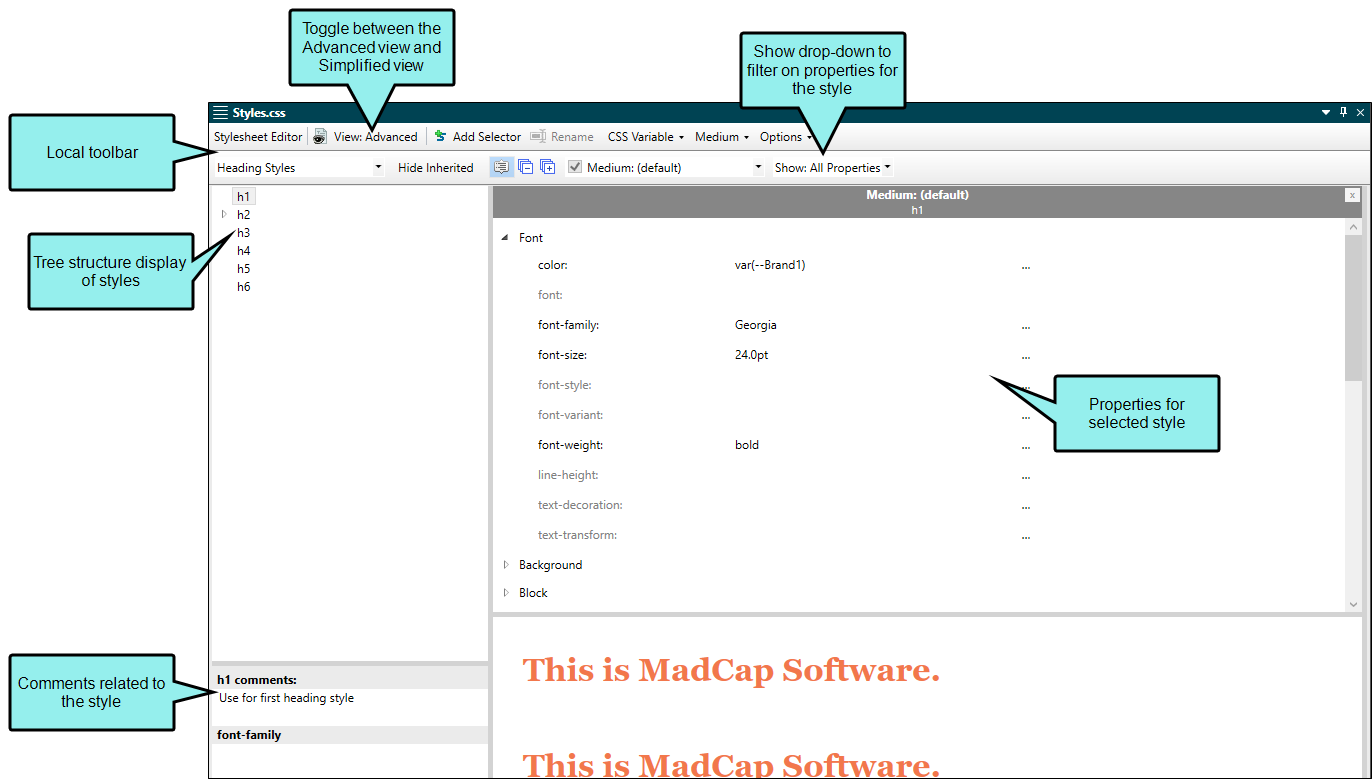 Toggle between the
Advanced view and
Simplified view
Show drop-down to
filter on properties for
the style
Styles.css
Local toolbar
Stylesheet Editor View: Advanced Add Selector Rename CSS Variable Medium Options
Heading Styles Hide Inherited Medium: (default) Show: All Properties
Tree structure display
of styles
h1
h2
h3
h4
h5
h6
Medium: (default)
h1
Font
color: var(--Brand1) ...
font:
font-family: Georgia ...
font-size: 24.0pt ...
font-style: ...
font-variant: ...
font-weight: bold ...
line-height: ...
text-decoration: ...
text-transform: ...
Background
Block
Properties for
selected style
Comments related to
the style
h1 comments:
Use for first heading style
font-family
This is MadCap Software.
This is MadCap Software.